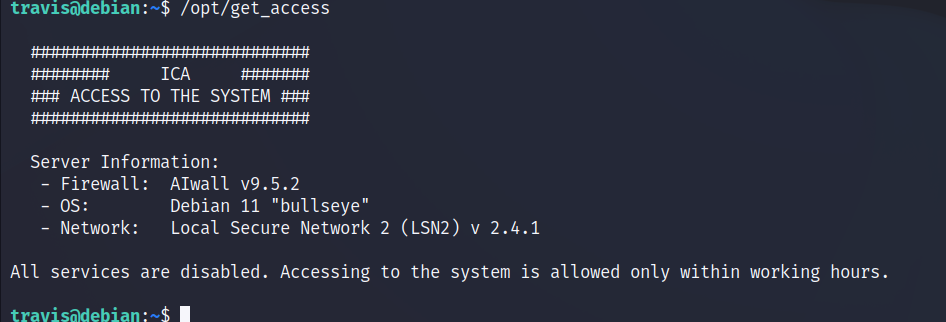 travis@debian:~$ /opt/get_access
############################
########     ICA     #######
### ACCESS TO THE SYSTEM ###
############################
Server Information:
- Firewall:  AIwall v9.5.2
- OS:        Debian 11 "bullseye"
- Network:   Local Secure Network 2 (LSN2) v 2.4.1
All services are disabled. Accessing to the system is allowed only within working hours.
travis@debian:~$